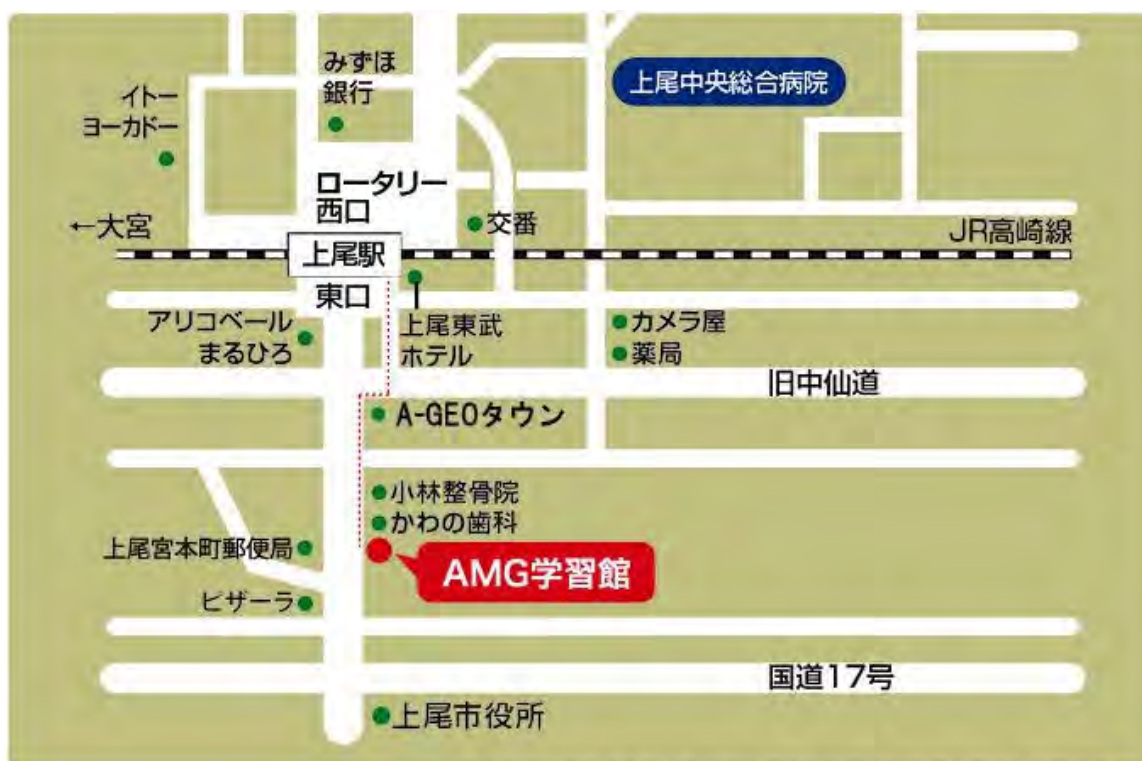 みずほ
銀行
イトー
ヨーカドー
上尾中央総合病院
ロータリー
西口
交番
←大宮
JR高崎線
上尾駅
東口
アリコベール
まるひろ
上尾東武
ホテル
カメラ屋
薬局
旧中仙道
A-GEOタウン
小林整骨院
かわの歯科
上尾宮本町郵便局
AMG学習館
ピザーラ
国道17号
上尾市役所